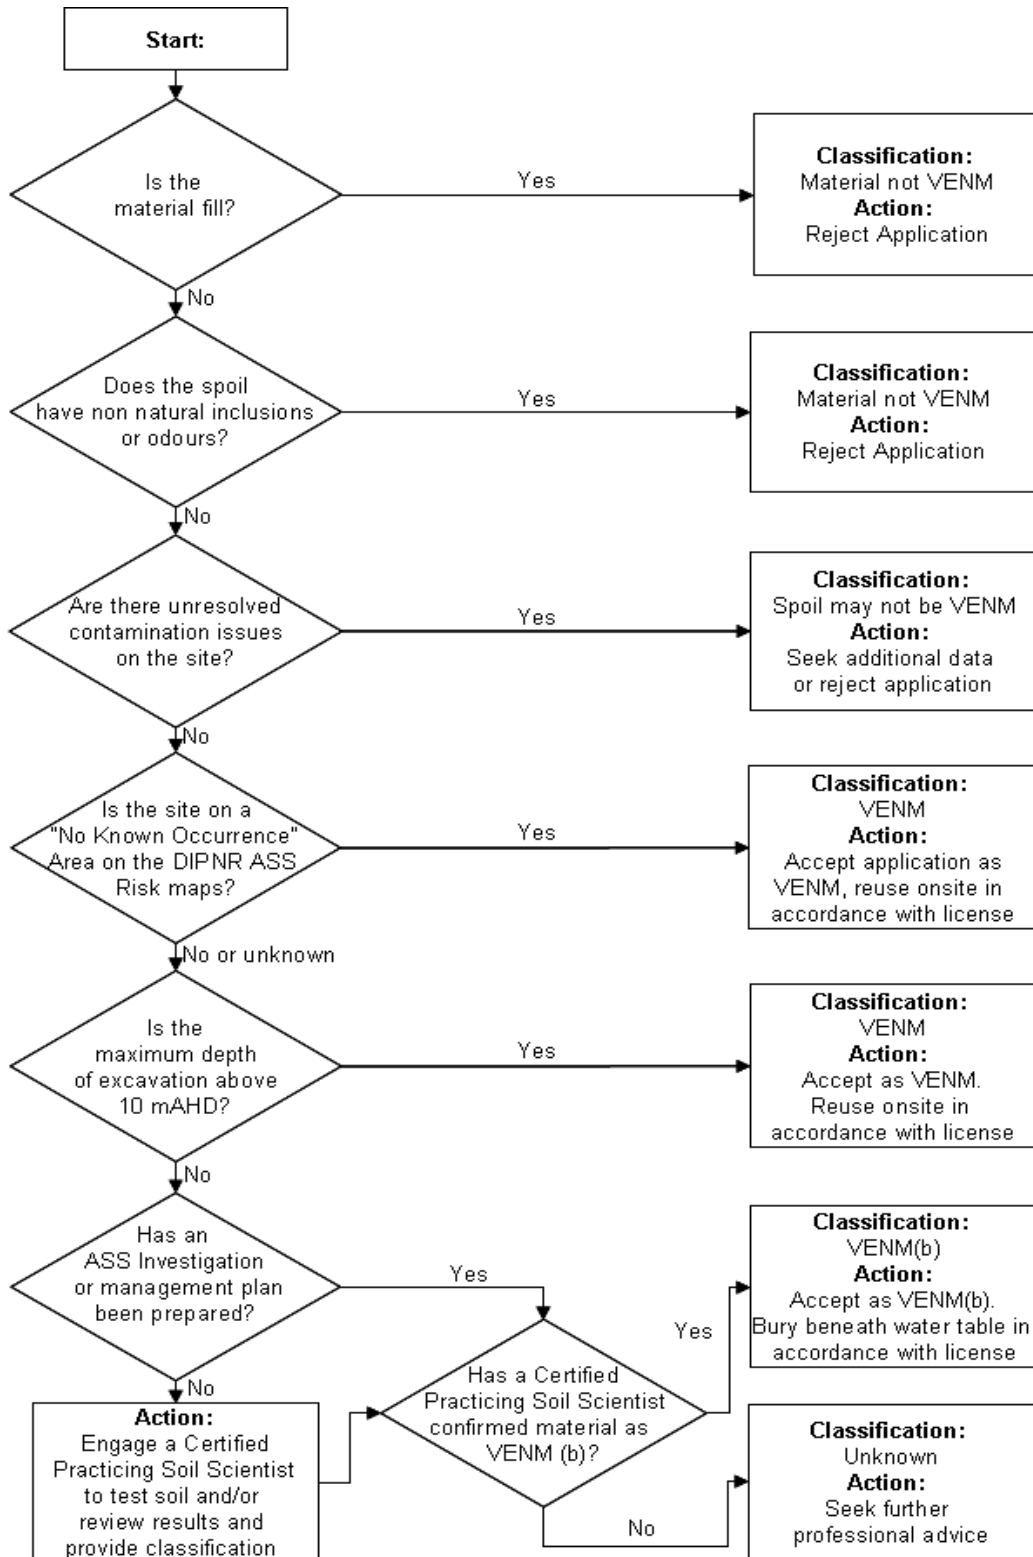 Start:
Is the
material fill?
Yes
Classification:
Material not VENM
Action:
Reject Application
No
Does the spoil
have non natural inclusions
or odours?
Yes
Classification:
Material not VENM
Action:
Reject Application
No
Are there unresolved
contamination issues
on the site?
Yes
Classification:
Spoil may not be VENM
Action:
Seek additional data
or reject application
No
Is the site on a
"No Known Occurrence"
Area on the DIPNR ASS
Risk maps?
Yes
Classification:
VENM
Action:
Accept application as
VENM, reuse onsite in
accordance with license
No or unknown
Is the
maximum depth
of excavation above
10 mAHD?
Yes
Classification:
VENM
Action:
Accept as VENM.
Reuse onsite in
accordance with license
No
Has an
ASS Investigation
or management plan
been prepared?
Yes
Classification:
VENM(b)
Action:
Accept as VENM(b).
Bury beneath water table in
accordance with license
Yes
Has a Certified
Practicing Soil Scientist
confirmed material as
VENM (b)?
No
Action:
Engage a Certified
Practicing Soil Scientist
to test soil and/or
review results and
provide classification
No
Classification:
Unknown
Action:
Seek further
professional advice